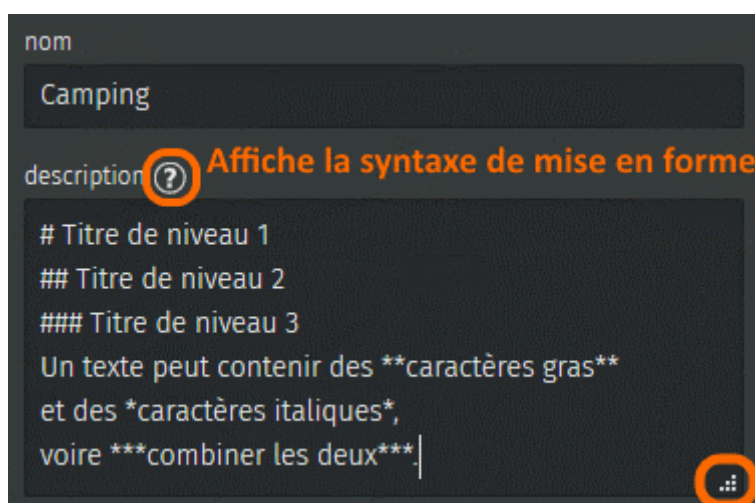 nom
Camping
description ? Affiche la syntaxe de mise en forme
# Titre de niveau 1
## Titre de niveau 2
### Titre de niveau 3
Un texte peut contenir des **caractères gras**
et des *caractères italiques*,
voire ***combiner les deux***.